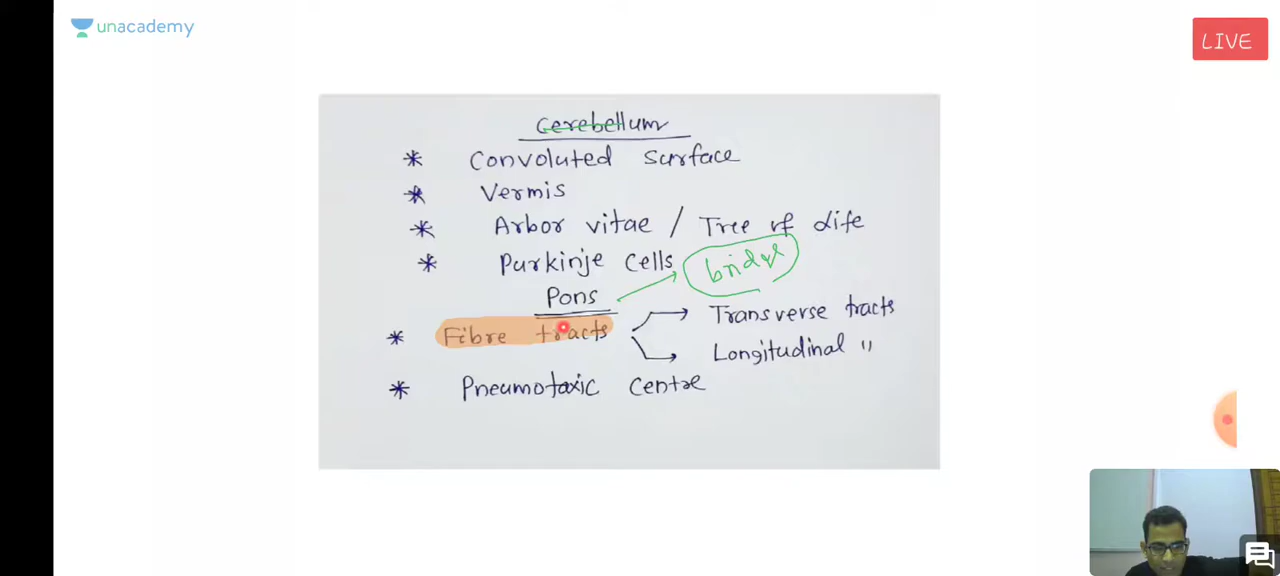 unacademy
LIVE
Cerebellum
* Convoluted surface
* Vermis
* Arbor vitae / Tree of life
* Purkinje cells
bridge
Pons
* Fibre tracts
Transverse tracts
Longitudinal "
* Pneumotaxic centre